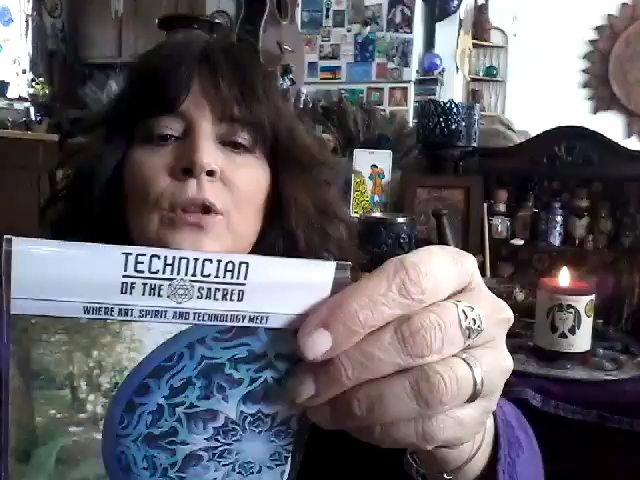 TECHNICIAN
OF THE SACRED
WHERE ART, SPIRIT, AND TECHNOLOGY MEET